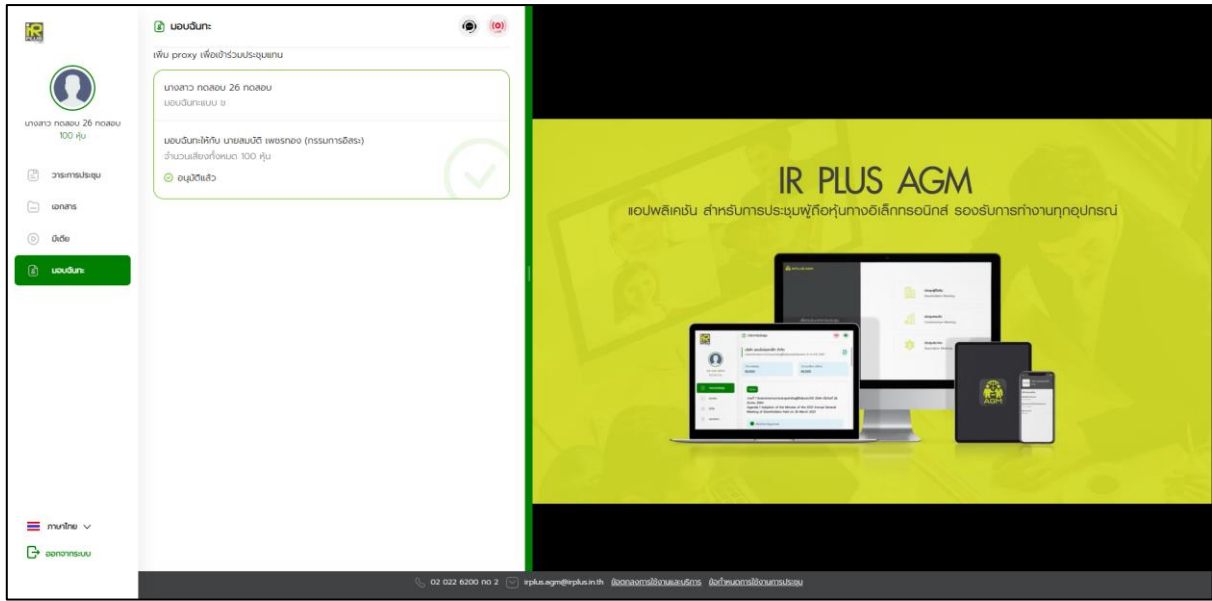 iR
PLUS
นางสาว ทดสอบ 26 ทดสอบ
100 หุ้น
วาระการประชุม
เอกสาร
มีเดีย
มอบฉันทะ
ภาษาไทย
ออกจากระบบ
มอบฉันทะ
เพิ่ม proxy เพื่อเข้าร่วมประชุมแทน
นางสาว ทดสอบ 26 ทดสอบ
มอบฉันทะแบบ ข
มอบฉันทะให้กับ นายสมบัติ เพชรทอง (กรรมการอิสระ)
จำนวนเสียงทั้งหมด 100 หุ้น
อนุมัติแล้ว
IR PLUS AGM
แอปพลิเคชัน สำหรับการประชุมผู้ถือหุ้นทางอิเล็กทรอนิกส์ รองรับการทำงานทุกอุปกรณ์
AGM
02 022 6200 กด 2 irplus.agm@irplus.in.th ข้อตกลงการใช้งานและบริการ ข้อกำหนดการใช้งานการประชุม